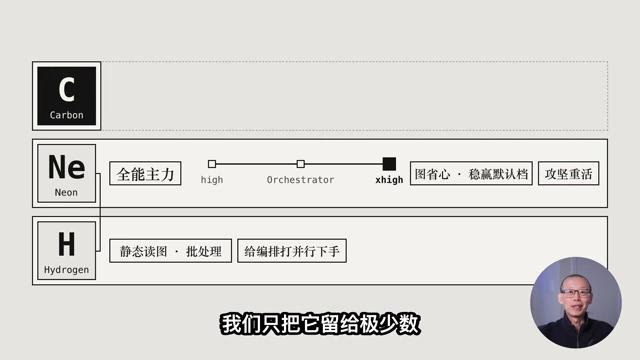 C
Carbon
Ne
Neon
全能主力
high
Orchestrator
xhigh
图省心 · 稳赢默认档
攻坚重活
H
Hydrogen
静态读图 · 批处理
给编排打并行下手
我们只把它留给极少数